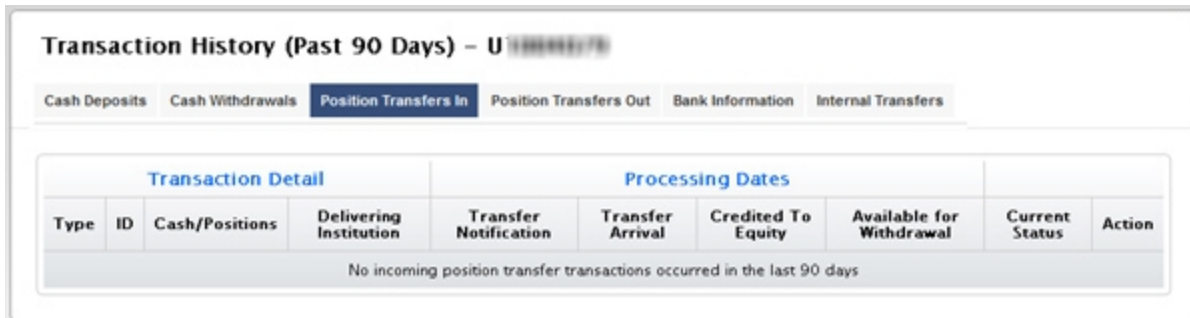 Transaction History (Past 90 Days) – U
Cash Deposits Cash Withdrawals Position Transfers In Position Transfers Out Bank Information Internal Transfers
Transaction Detail Processing Dates
Type ID Cash/Positions Delivering Institution Transfer Notification Transfer Arrival Credited To Equity Available for Withdrawal Current Status Action
No incoming position transfer transactions occurred in the last 90 days